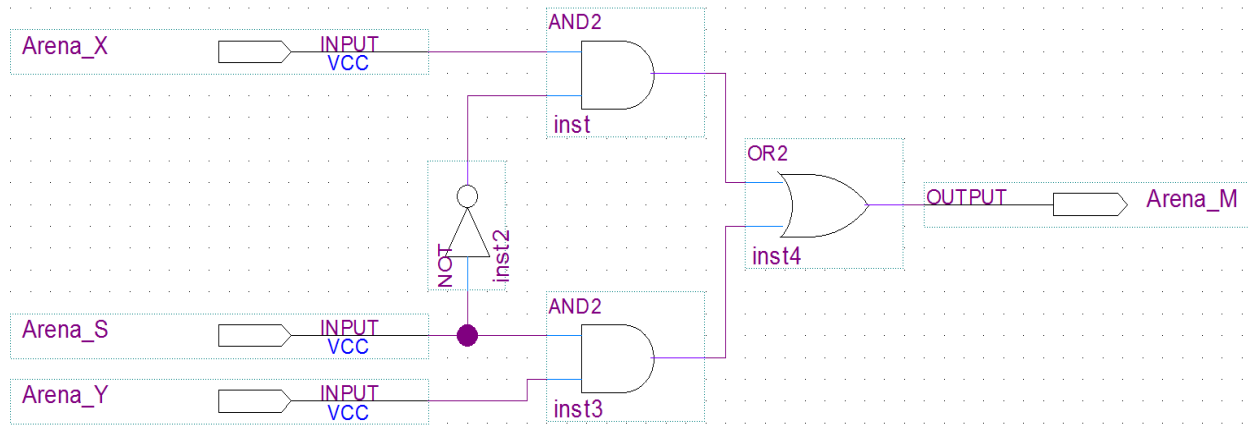 AND2
Arena_X
INPUT
VCC
inst
OR2
NOT
inst2
OUTPUT
Arena_M
inst4
AND2
Arena_S
INPUT
VCC
Arena_Y
INPUT
VCC
inst3